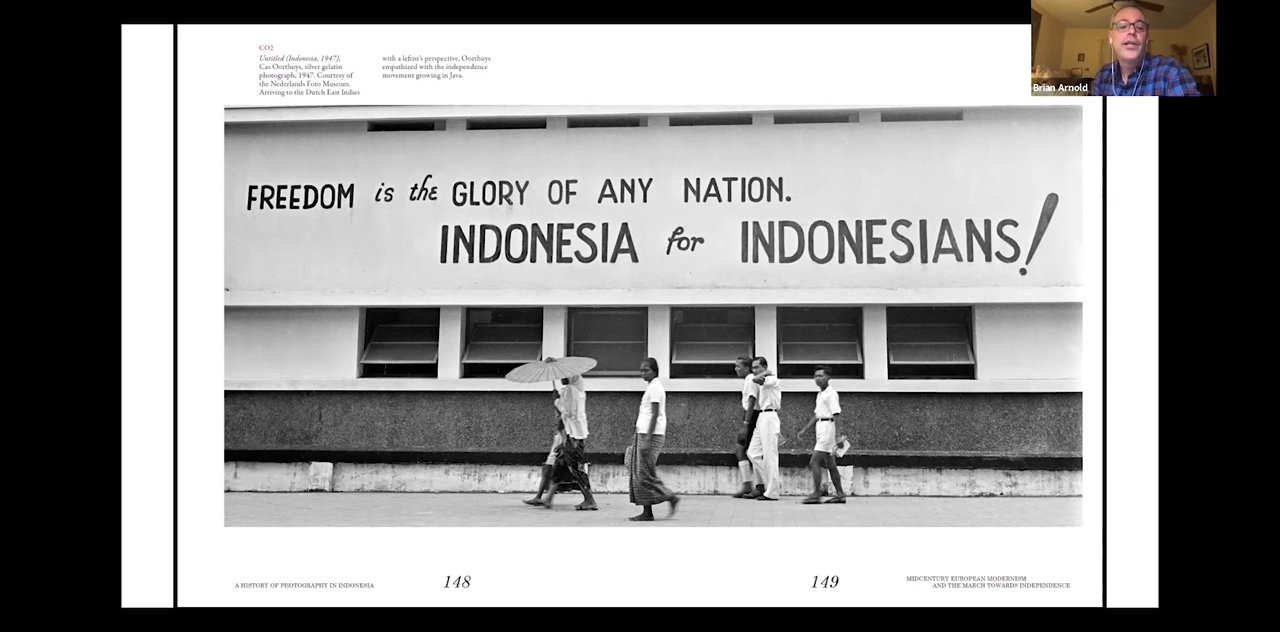 CO2
Untitled (Indonesia, 1947),
Cas Oorthuys, silver gelatin
photograph, 1947. Courtesy of
the Nederlands Foto Museum.
Arriving to the Dutch East Indies
with a leftist's perspective, Oorthuys
empathized with the independence
movement growing in Java.
Brian Arnold
FREEDOM is the GLORY OF ANY NATION.
INDONESIA for INDONESIANS!
A HISTORY OF PHOTOGRAPHY IN INDONESIA
148
149
MIDCENTURY EUROPEAN MODERNISM
AND THE MARCH TOWARDS INDEPENDENCE